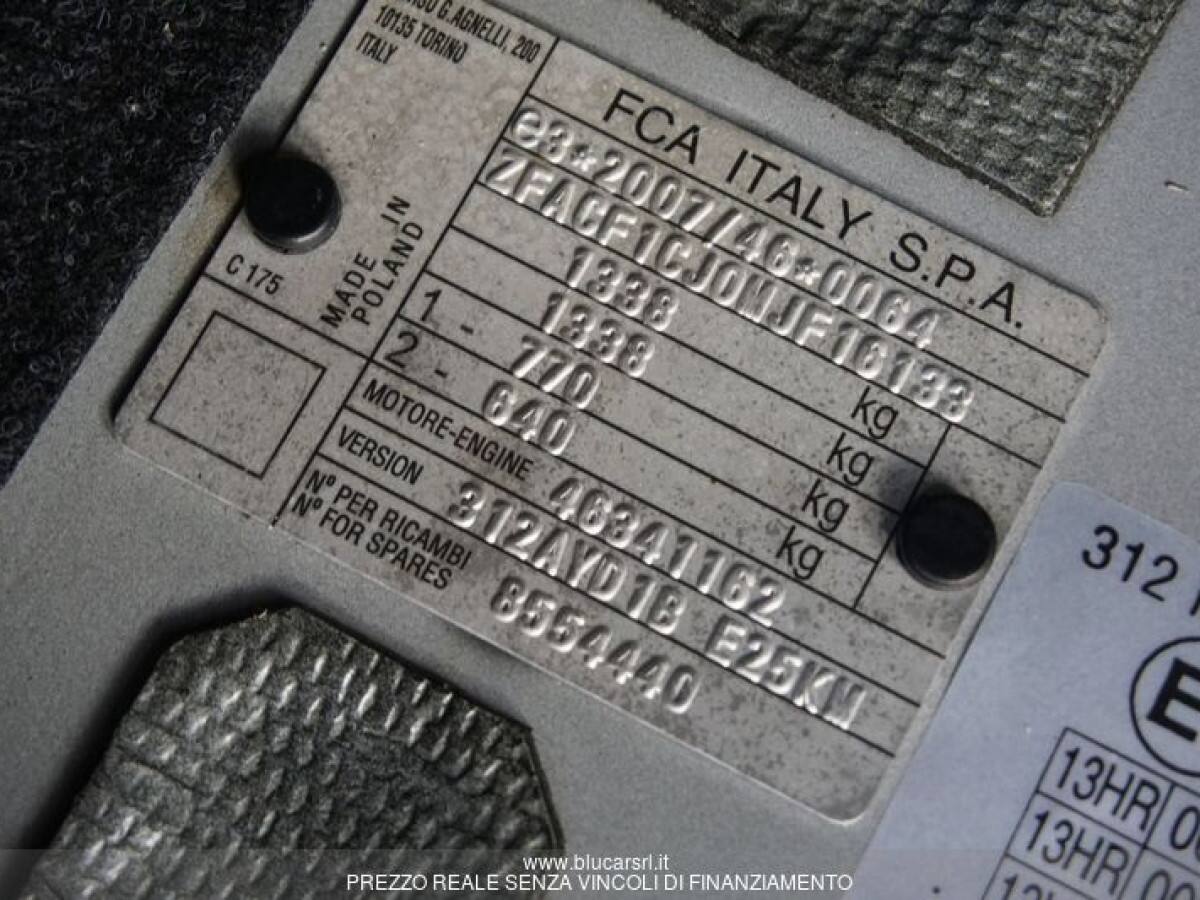 G. AGNELLI, 200
10135 TORINO
ITALY
FCA ITALY S.P.A.
e3*2007/46*0064
ZFACF1CJ0MJF16133
1338 kg
1338 kg
1 - 770 kg
2 - 640 kg
MOTORE-ENGINE 46341162
VERSION 312AYD1B E25KM
N° PER RICAMBI
N° FOR SPARES 8554440
MADE IN
POLAND
C 175
312
E
13HR
13HR
www.blucarsrl.it
PREZZO REALE SENZA VINCOLI DI FINANZIAMENTO